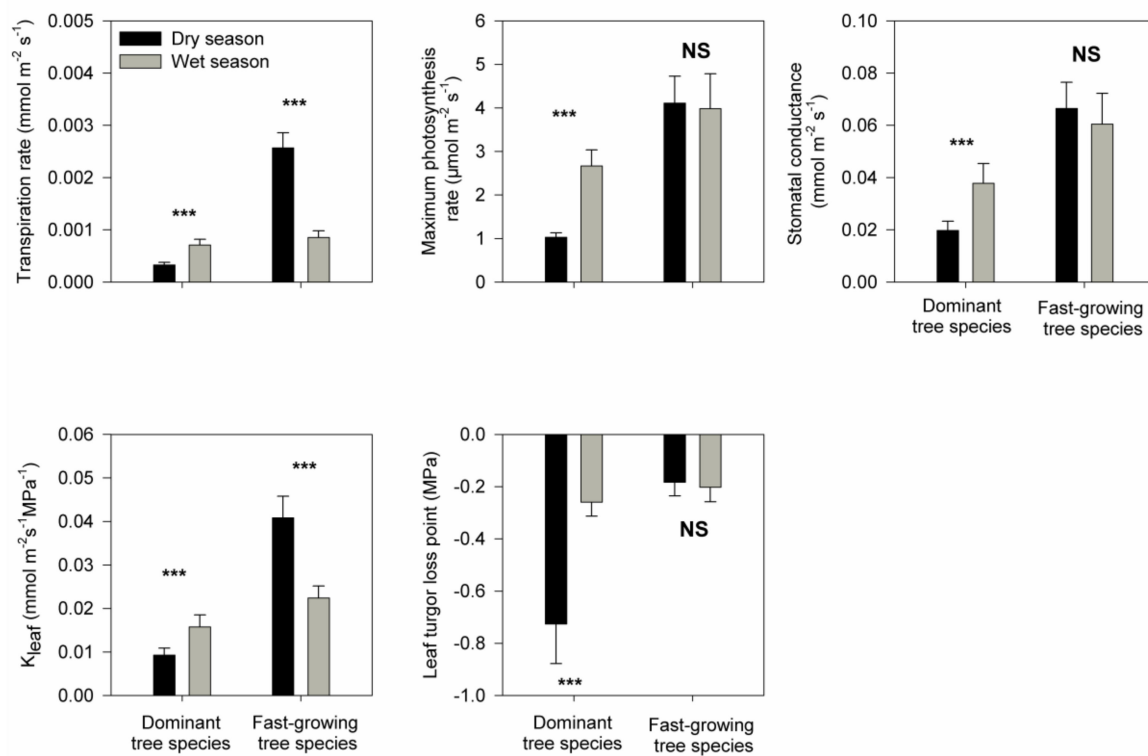 Transpiration rate (mmol m⁻² s⁻¹)
0.005
0.004
0.003
0.002
0.001
0.000
Dry season
Wet season
***
***
Maximum photosynthesis
rate (μmol m⁻² s⁻¹)
6
5
4
3
2
1
0
***
NS
Stomatal conductance
(mmol m⁻² s⁻¹)
0.10
0.08
0.06
0.04
0.02
0.00
***
NS
Dominant
tree species
Fast-growing
tree species
Kleaf (mmol m⁻²s⁻¹MPa⁻¹)
0.06
0.05
0.04
0.03
0.02
0.01
0.00
***
***
Dominant
tree species
Fast-growing
tree species
Leaf turgor loss point (MPa)
0.0
-0.2
-0.4
-0.6
-0.8
-1.0
***
NS
Dominant
tree species
Fast-growing
tree species